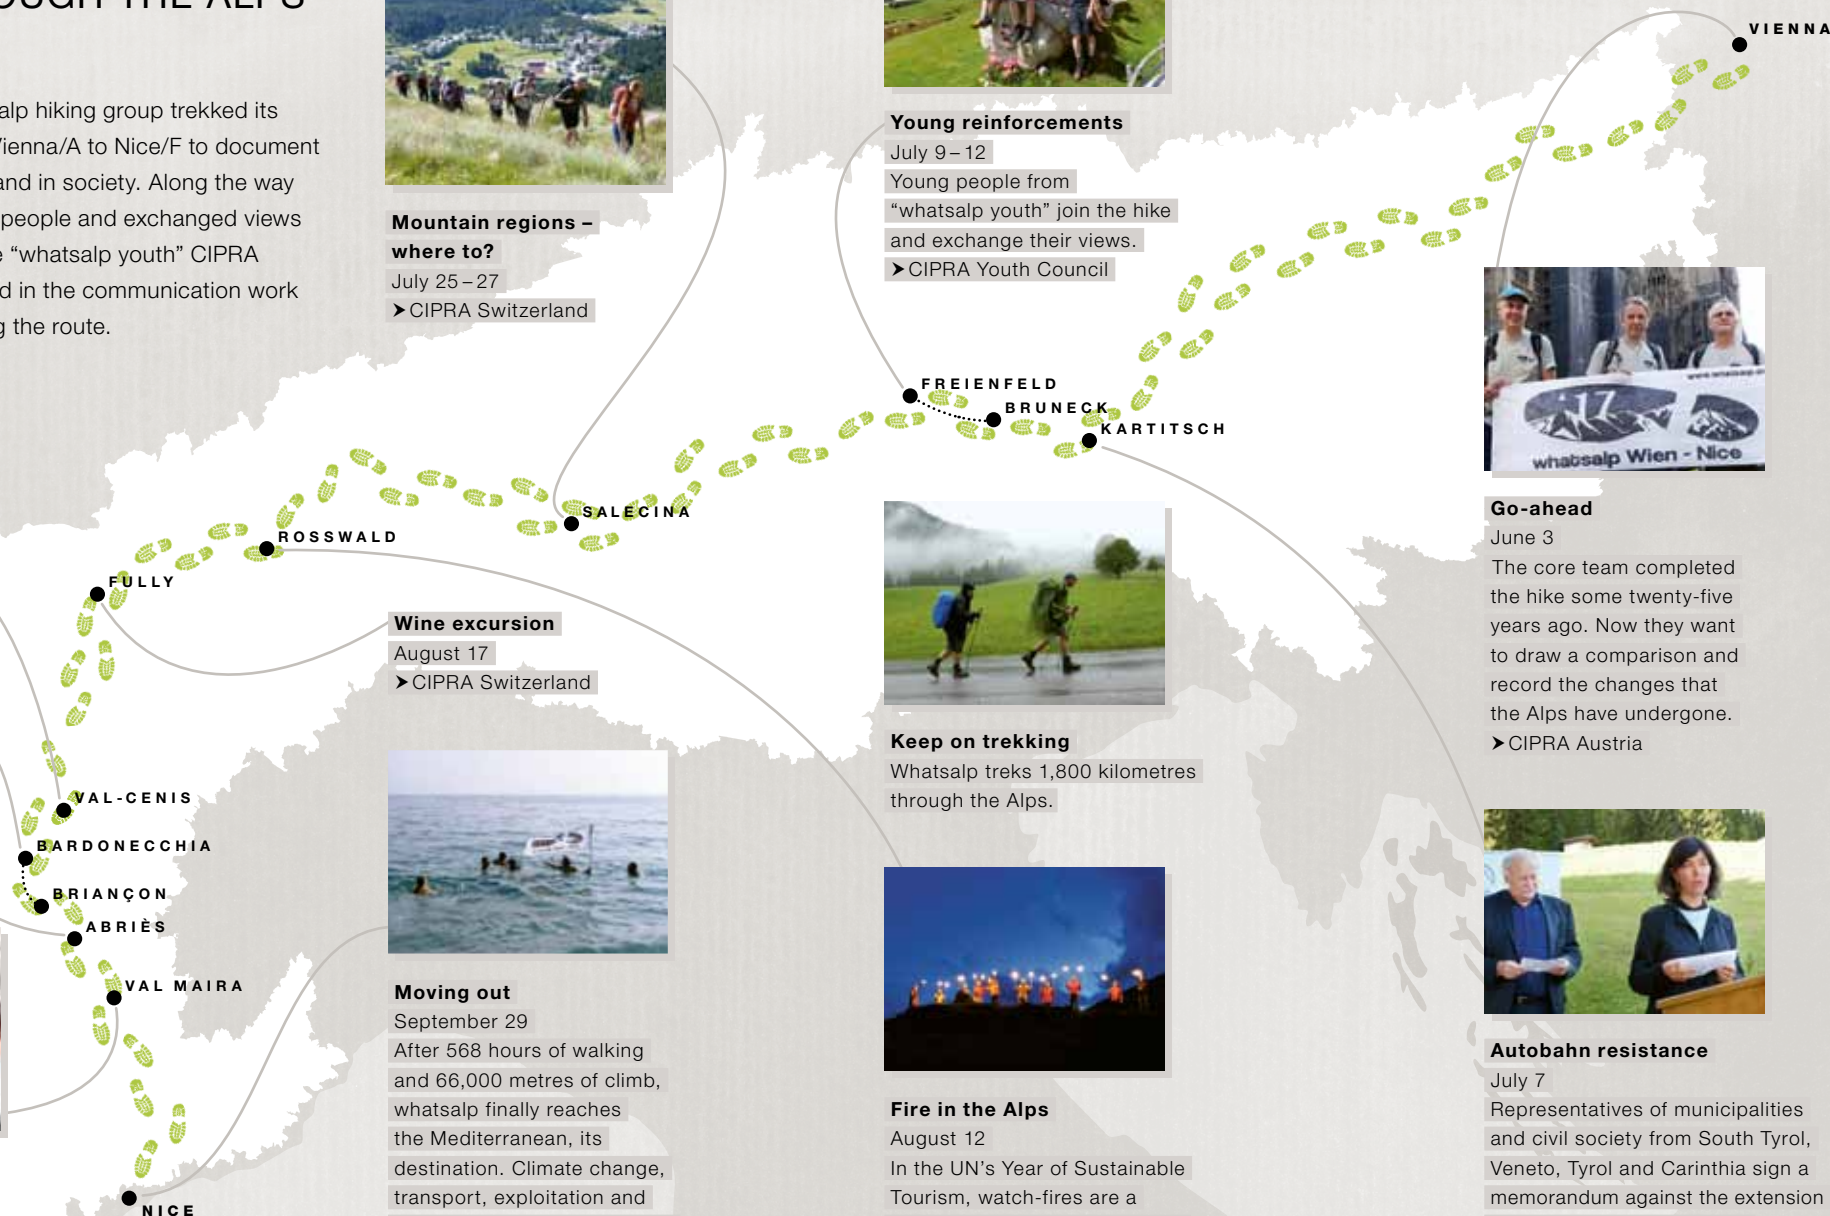 OUGH THE ALPS
alp hiking group trekked its
Vienna/A to Nice/F to document
and in society. Along the way
people and exchanged views
e “whatsalp youth” CIPRA
d in the communication work
g the route.
Mountain regions –
where to?
July 25 – 27
➤ CIPRA Switzerland
Young reinforcements
July 9 – 12
Young people from
“whatsalp youth” join the hike
and exchange their views.
➤ CIPRA Youth Council
VIENNA
FREIENFELD
BRUNECK
KARTITSCH
SALECINA
ROSSWALD
FULLY
VAL-CENIS
BARDONECCHIA
BRIANÇON
ABRIÈS
VAL MAIRA
NICE
Wine excursion
August 17
➤ CIPRA Switzerland
Moving out
September 29
After 568 hours of walking
and 66,000 metres of climb,
whatsalp finally reaches
the Mediterranean, its
destination. Climate change,
transport, exploitation and
Keep on trekking
Whatsalp treks 1,800 kilometres
through the Alps.
Fire in the Alps
August 12
In the UN’s Year of Sustainable
Tourism, watch-fires are a
'17
whatsalp Wien - Nice
Go-ahead
June 3
The core team completed
the hike some twenty-five
years ago. Now they want
to draw a comparison and
record the changes that
the Alps have undergone.
➤ CIPRA Austria
Autobahn resistance
July 7
Representatives of municipalities
and civil society from South Tyrol,
Veneto, Tyrol and Carinthia sign a
memorandum against the extension